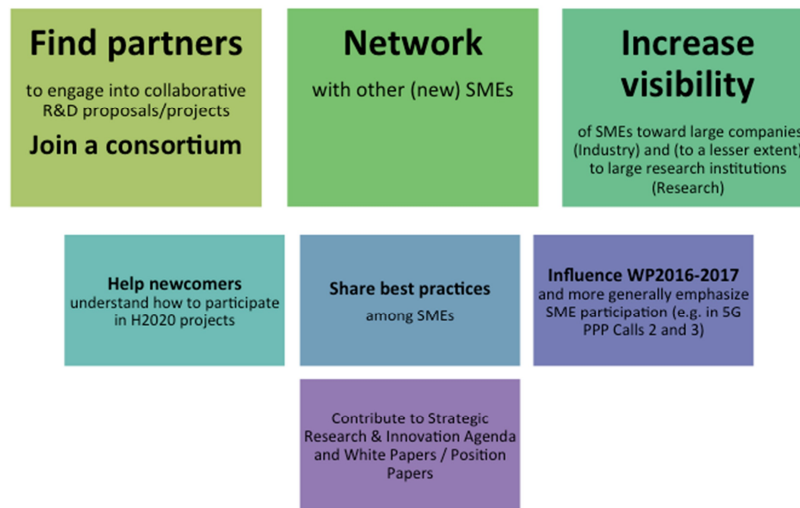 Find partners
to engage into collaborative
R&D proposals/projects
Join a consortium
Network
with other (new) SMEs
Increase
visibility
of SMEs toward large companies
(Industry) and (to a lesser extent)
to large research institutions
(Research)
Help newcomers
understand how to participate
in H2020 projects
Share best practices
among SMEs
Influence WP2016-2017
and more generally emphasize
SME participation (e.g. in 5G
PPP Calls 2 and 3)
Contribute to Strategic
Research & Innovation Agenda
and White Papers / Position
Papers